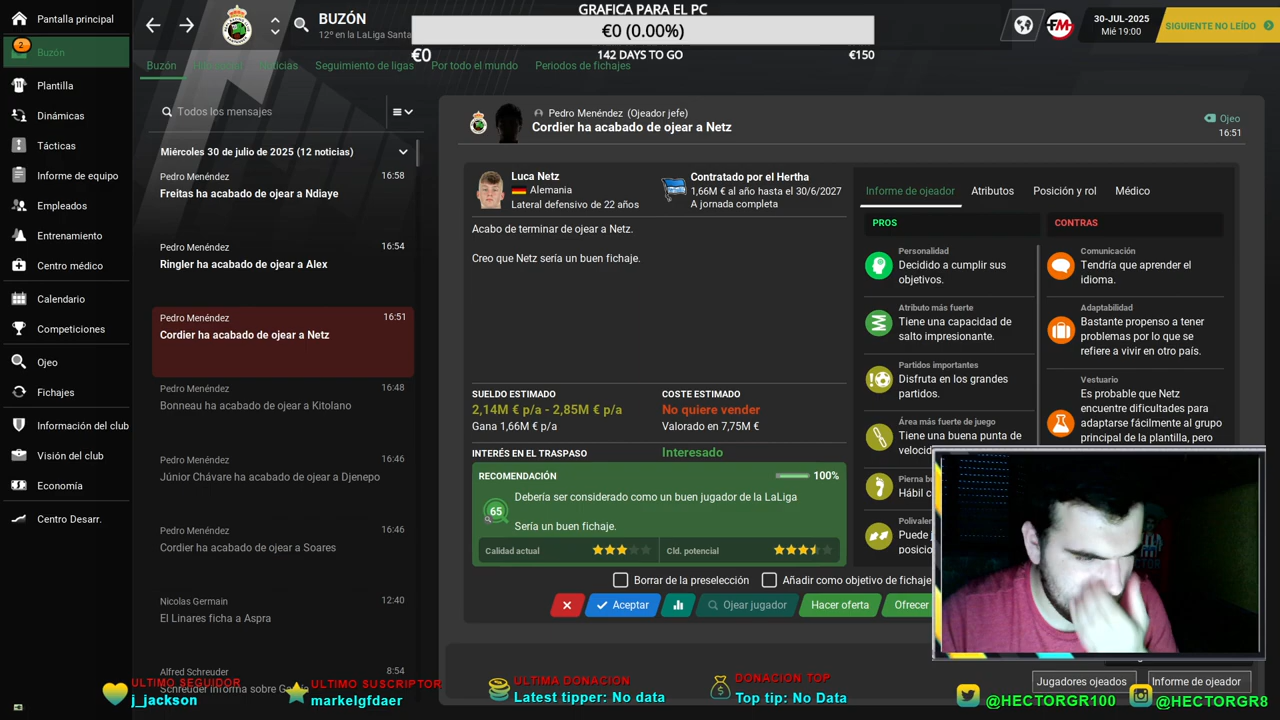 GRAFICA PARA EL PC
€0 (0.00%)
€0
142 DAYS TO GO
€150
Pantalla principal
2
Buzón
Plantilla
Dinámicas
Tácticas
Informe de equipo
Empleados
Entrenamiento
Centro médico
Calendario
Competiciones
Ojeo
Fichajes
Información del club
Visión del club
Economía
Centro Desarr.
BUZÓN
12º en la LaLiga Santa
30-JUL-2025
Mié 19:00
SIGUIENTE NO LEÍDO
Buzón
Noticias
Seguimiento de ligas
Por todo el mundo
Periodos de fichajes
Todos los mensajes
Miércoles 30 de julio de 2025 (12 noticias)
Pedro Menéndez 16:58
Freitas ha acabado de ojear a Ndiaye
Pedro Menéndez 16:54
Ringler ha acabado de ojear a Alex
Pedro Menéndez 16:51
Cordier ha acabado de ojear a Netz
Pedro Menéndez 16:48
Bonneau ha acabado de ojear a Kitolano
Pedro Menéndez 16:46
Júnior Chávare ha acabado de ojear a Djenepo
Pedro Menéndez 16:46
Cordier ha acabado de ojear a Soares
Nicolas Germain 12:40
El Linares ficha a Aspra
Alfred Schreuder 8:54
Schreuder informa sobre
Pedro Menéndez (Ojeador jefe)
Cordier ha acabado de ojear a Netz
Ojeo
16:51
Luca Netz
Alemania
Lateral defensivo de 22 años
Contratado por el Hertha
1,66M € al año hasta el 30/6/2027
A jornada completa
Acabo de terminar de ojear a Netz.
Creo que Netz sería un buen fichaje.
SUELDO ESTIMADO
2,14M € p/a - 2,85M € p/a
Gana 1,66M € p/a
COSTE ESTIMADO
No quiere vender
Valorado en 7,75M €
INTERÉS EN EL TRASPASO
Interesado
RECOMENDACIÓN
100%
65
Debería ser considerado como un buen jugador de la LaLiga
Sería un buen fichaje.
Calidad actual
Cld. potencial
Borrar de la preselección
Añadir como objetivo de fichaje
Aceptar
Ojear jugador
Hacer oferta
Ofrecer
Informe de ojeador
Atributos
Posición y rol
Médico
PROS
Personalidad
Decidido a cumplir sus
objetivos.
Atributo más fuerte
Tiene una capacidad de
salto impresionante.
Partidos importantes
Disfruta en los grandes
partidos.
Área más fuerte de juego
Tiene una buena punta de
veloci
Pierna bu
Hábil c
Polivalen
Puede
posicio
CONTRAS
Comunicación
Tendría que aprender el
idioma.
Adaptabilidad
Bastante propenso a tener
problemas por lo que se
refiere a vivir en otro país.
Vestuario
Es probable que Netz
encuentre dificultades para
adaptarse fácilmente al grupo
principal de la plantilla, pero
Jugadores ojeados
Informe de ojeador
ULTIMO SEGUIDOR
j_jackson
ULTIMO SUSCRIPTOR
markelgfdaer
ULTIMA DONACION
Latest tipper: No data
DONACION TOP
Top tip: No Data
@HECTORGR100
@HECTORGR8